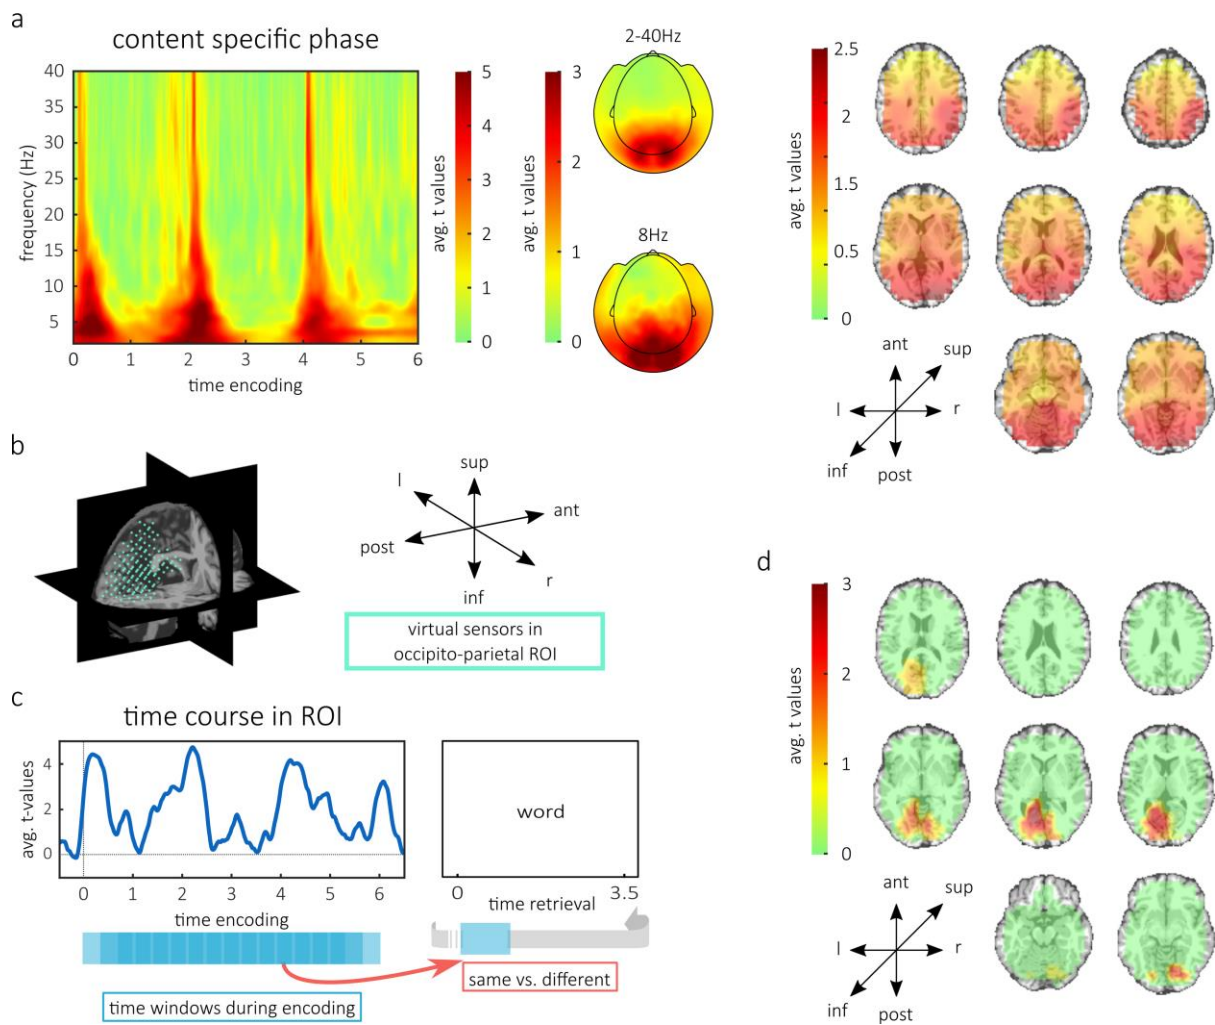 a
content specific phase
40
35
30
25
20
15
10
5
frequency (Hz)
0 1 2 3 4 5 6
time encoding
5
4
3
2
1
0
avg. t values
3
2
1
0
avg. t values
2-40Hz
8Hz
2.5
2
1.5
0.5
0
avg. t values
ant
sup
l
r
inf
post
b
sup
l
ant
post
r
inf
virtual sensors in
occipito-parietal ROI
c
time course in ROI
4
2
0
avg. t-values
0 1 2 3 4 5 6
time encoding
time windows during encoding
word
0 3.5
time retrieval
same vs. different
d
3
2
1
0
avg. t values
ant
sup
l
r
inf
post